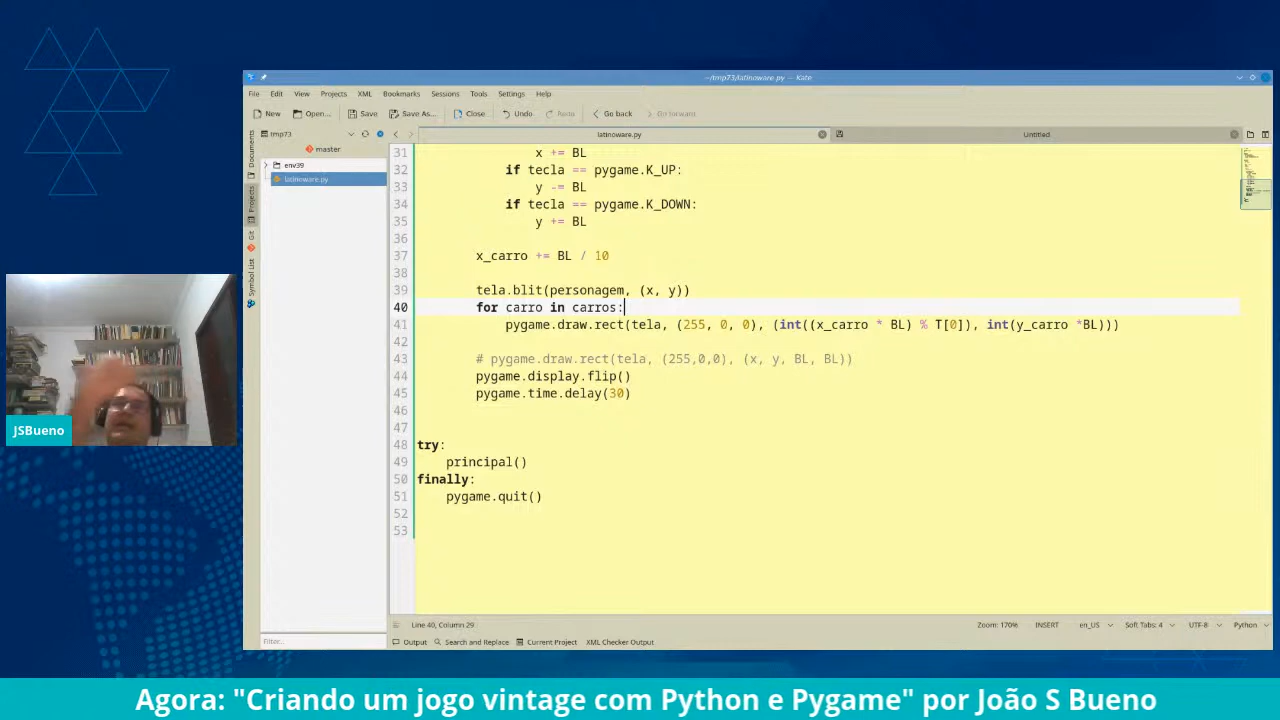 ~/tmp73/latinoware.py — Kate
File Edit View Projects XML Bookmarks Sessions Tools Settings Help
New Open... Save Save As... Close Undo Redo Go back Go forward
tmp73
latinoware.py
Untitled
master
env39
latinoware.py
Documents
Projects
Git
Symbol List
31 x += BL
32 if tecla == pygame.K_UP:
33 y -= BL
34 if tecla == pygame.K_DOWN:
35 y += BL
36
37 x_carro += BL / 10
38
39 tela.blit(personagem, (x, y))
40 for carro in carros:
41 pygame.draw.rect(tela, (255, 0, 0), (int((x_carro * BL) % T[0]), int(y_carro *BL)))
42
43 # pygame.draw.rect(tela, (255,0,0), (x, y, BL, BL))
44 pygame.display.flip()
45 pygame.time.delay(30)
46
47
48 try:
49 principal()
50 finally:
51 pygame.quit()
52
53
JSBueno
Line 40, Column 29 Zoom: 170% INSERT en_US Soft Tabs: 4 UTF-8 Python
Filter...
Output Search and Replace Current Project XML Checker Output
Agora: "Criando um jogo vintage com Python e Pygame" por João S Bueno